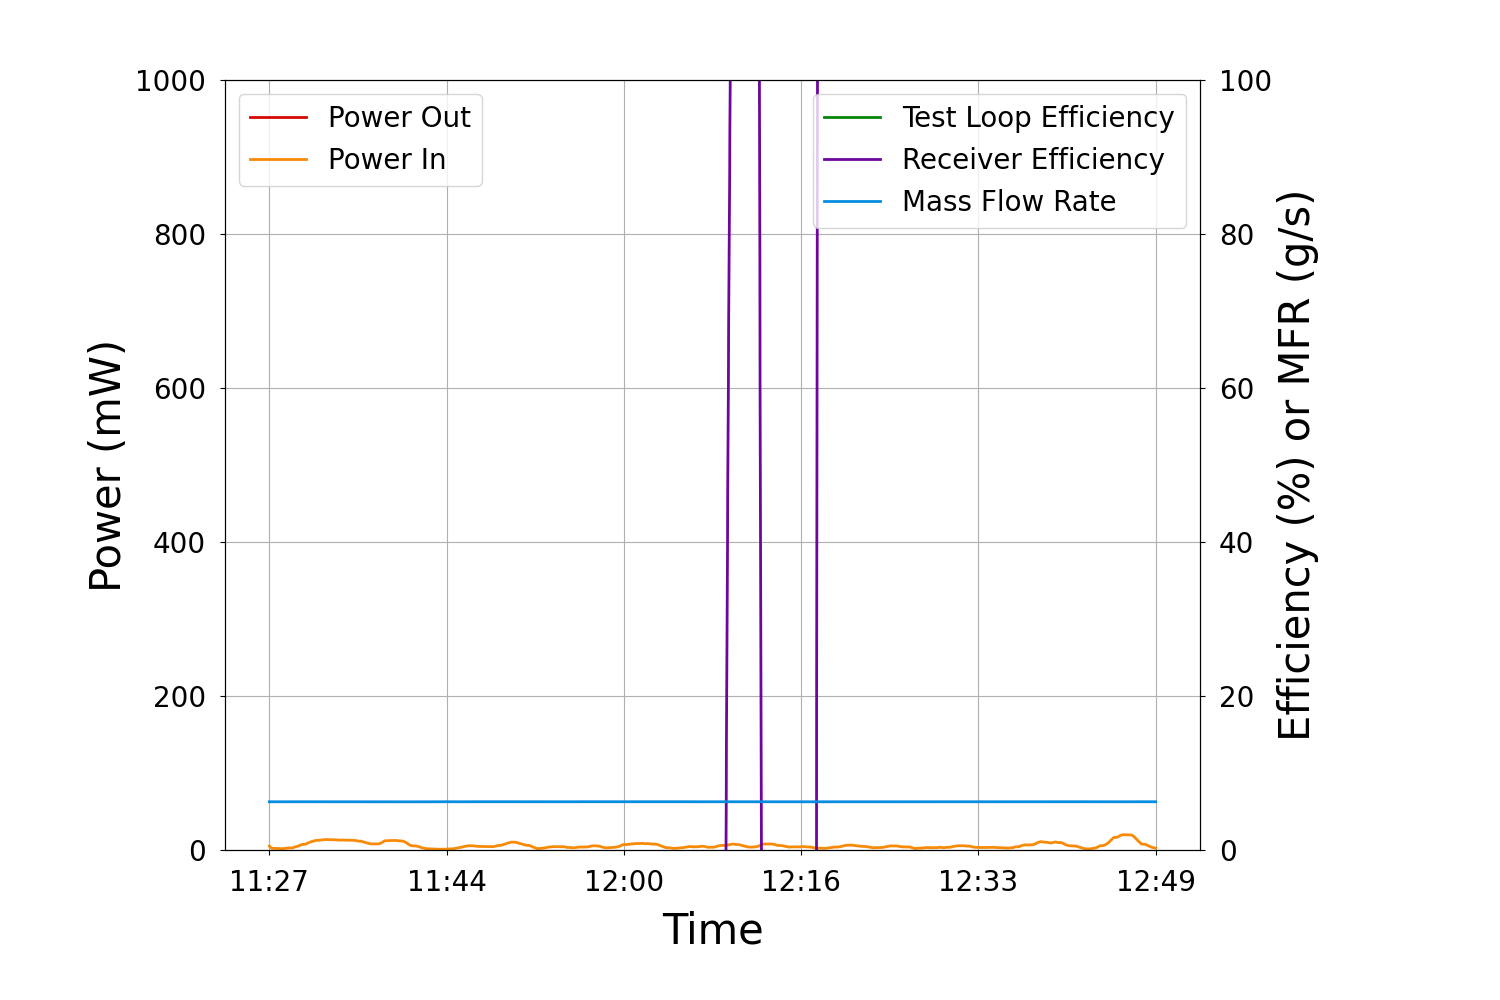 1000
800
600
400
200
0
Power (mW)
Power Out
Power In
Test Loop Efficiency
Receiver Efficiency
Mass Flow Rate
100
80
60
40
20
0
Efficiency (%) or MFR (g/s)
11:27 11:44 12:00 12:16 12:33 12:49
Time